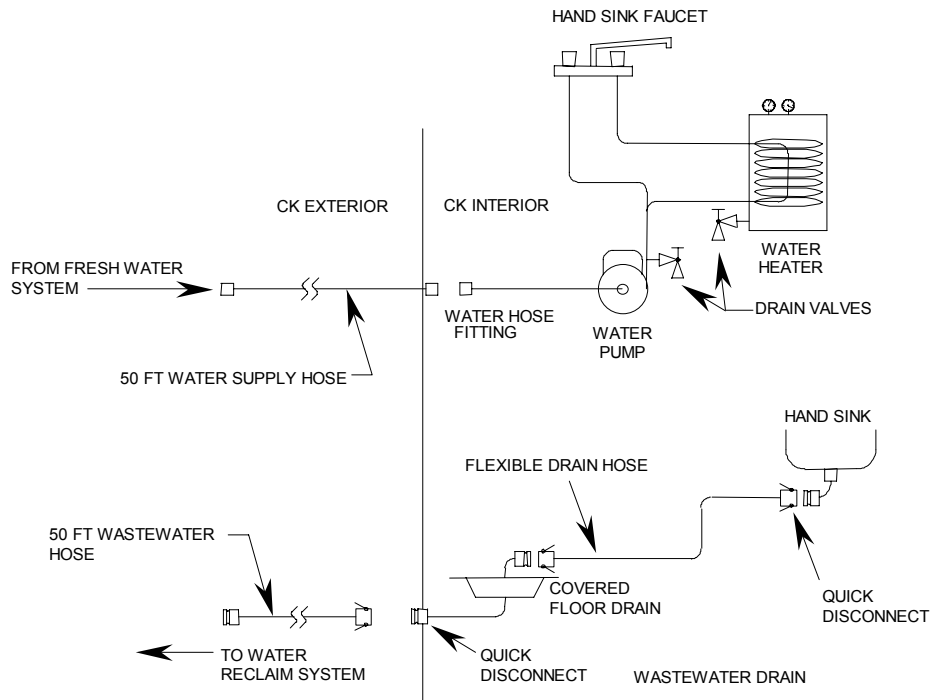 HAND SINK FAUCET
CK EXTERIOR
CK INTERIOR
FROM FRESH WATER
SYSTEM
WATER HOSE
FITTING
WATER
PUMP
WATER
HEATER
DRAIN VALVES
50 FT WATER SUPPLY HOSE
HAND SINK
FLEXIBLE DRAIN HOSE
50 FT WASTEWATER
HOSE
COVERED
FLOOR DRAIN
QUICK
DISCONNECT
TO WATER
RECLAIM SYSTEM
QUICK
DISCONNECT
WASTEWATER DRAIN